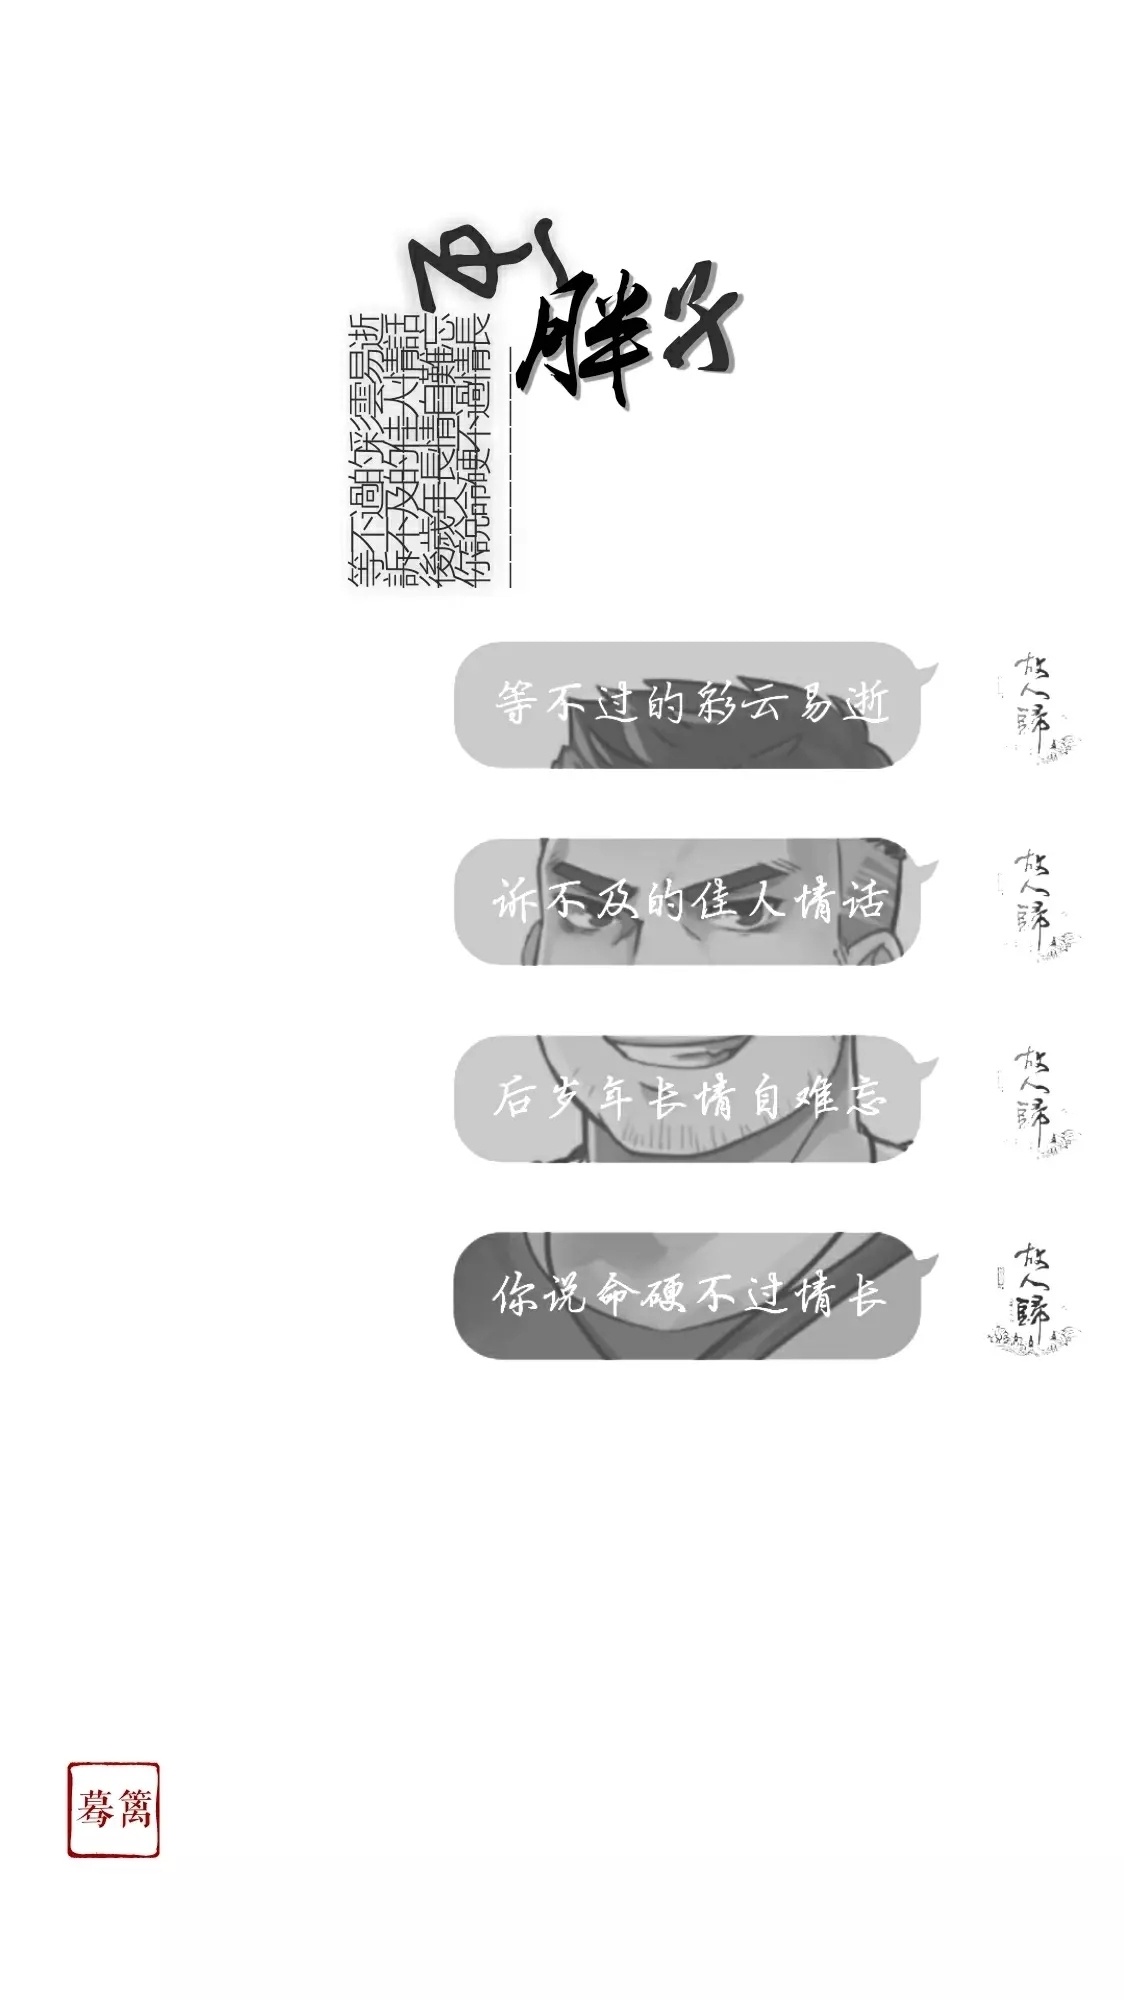 胖子
等不過的彩雲易逝
訴不及的佳人情話
後歲年長情自難忘
你說命硬不過情長
等不过的彩云易逝
故人歸
诉不及的佳人情话
故人歸
后岁年长情自难忘
故人歸
你说命硬不过情长
故人歸
蓦篱